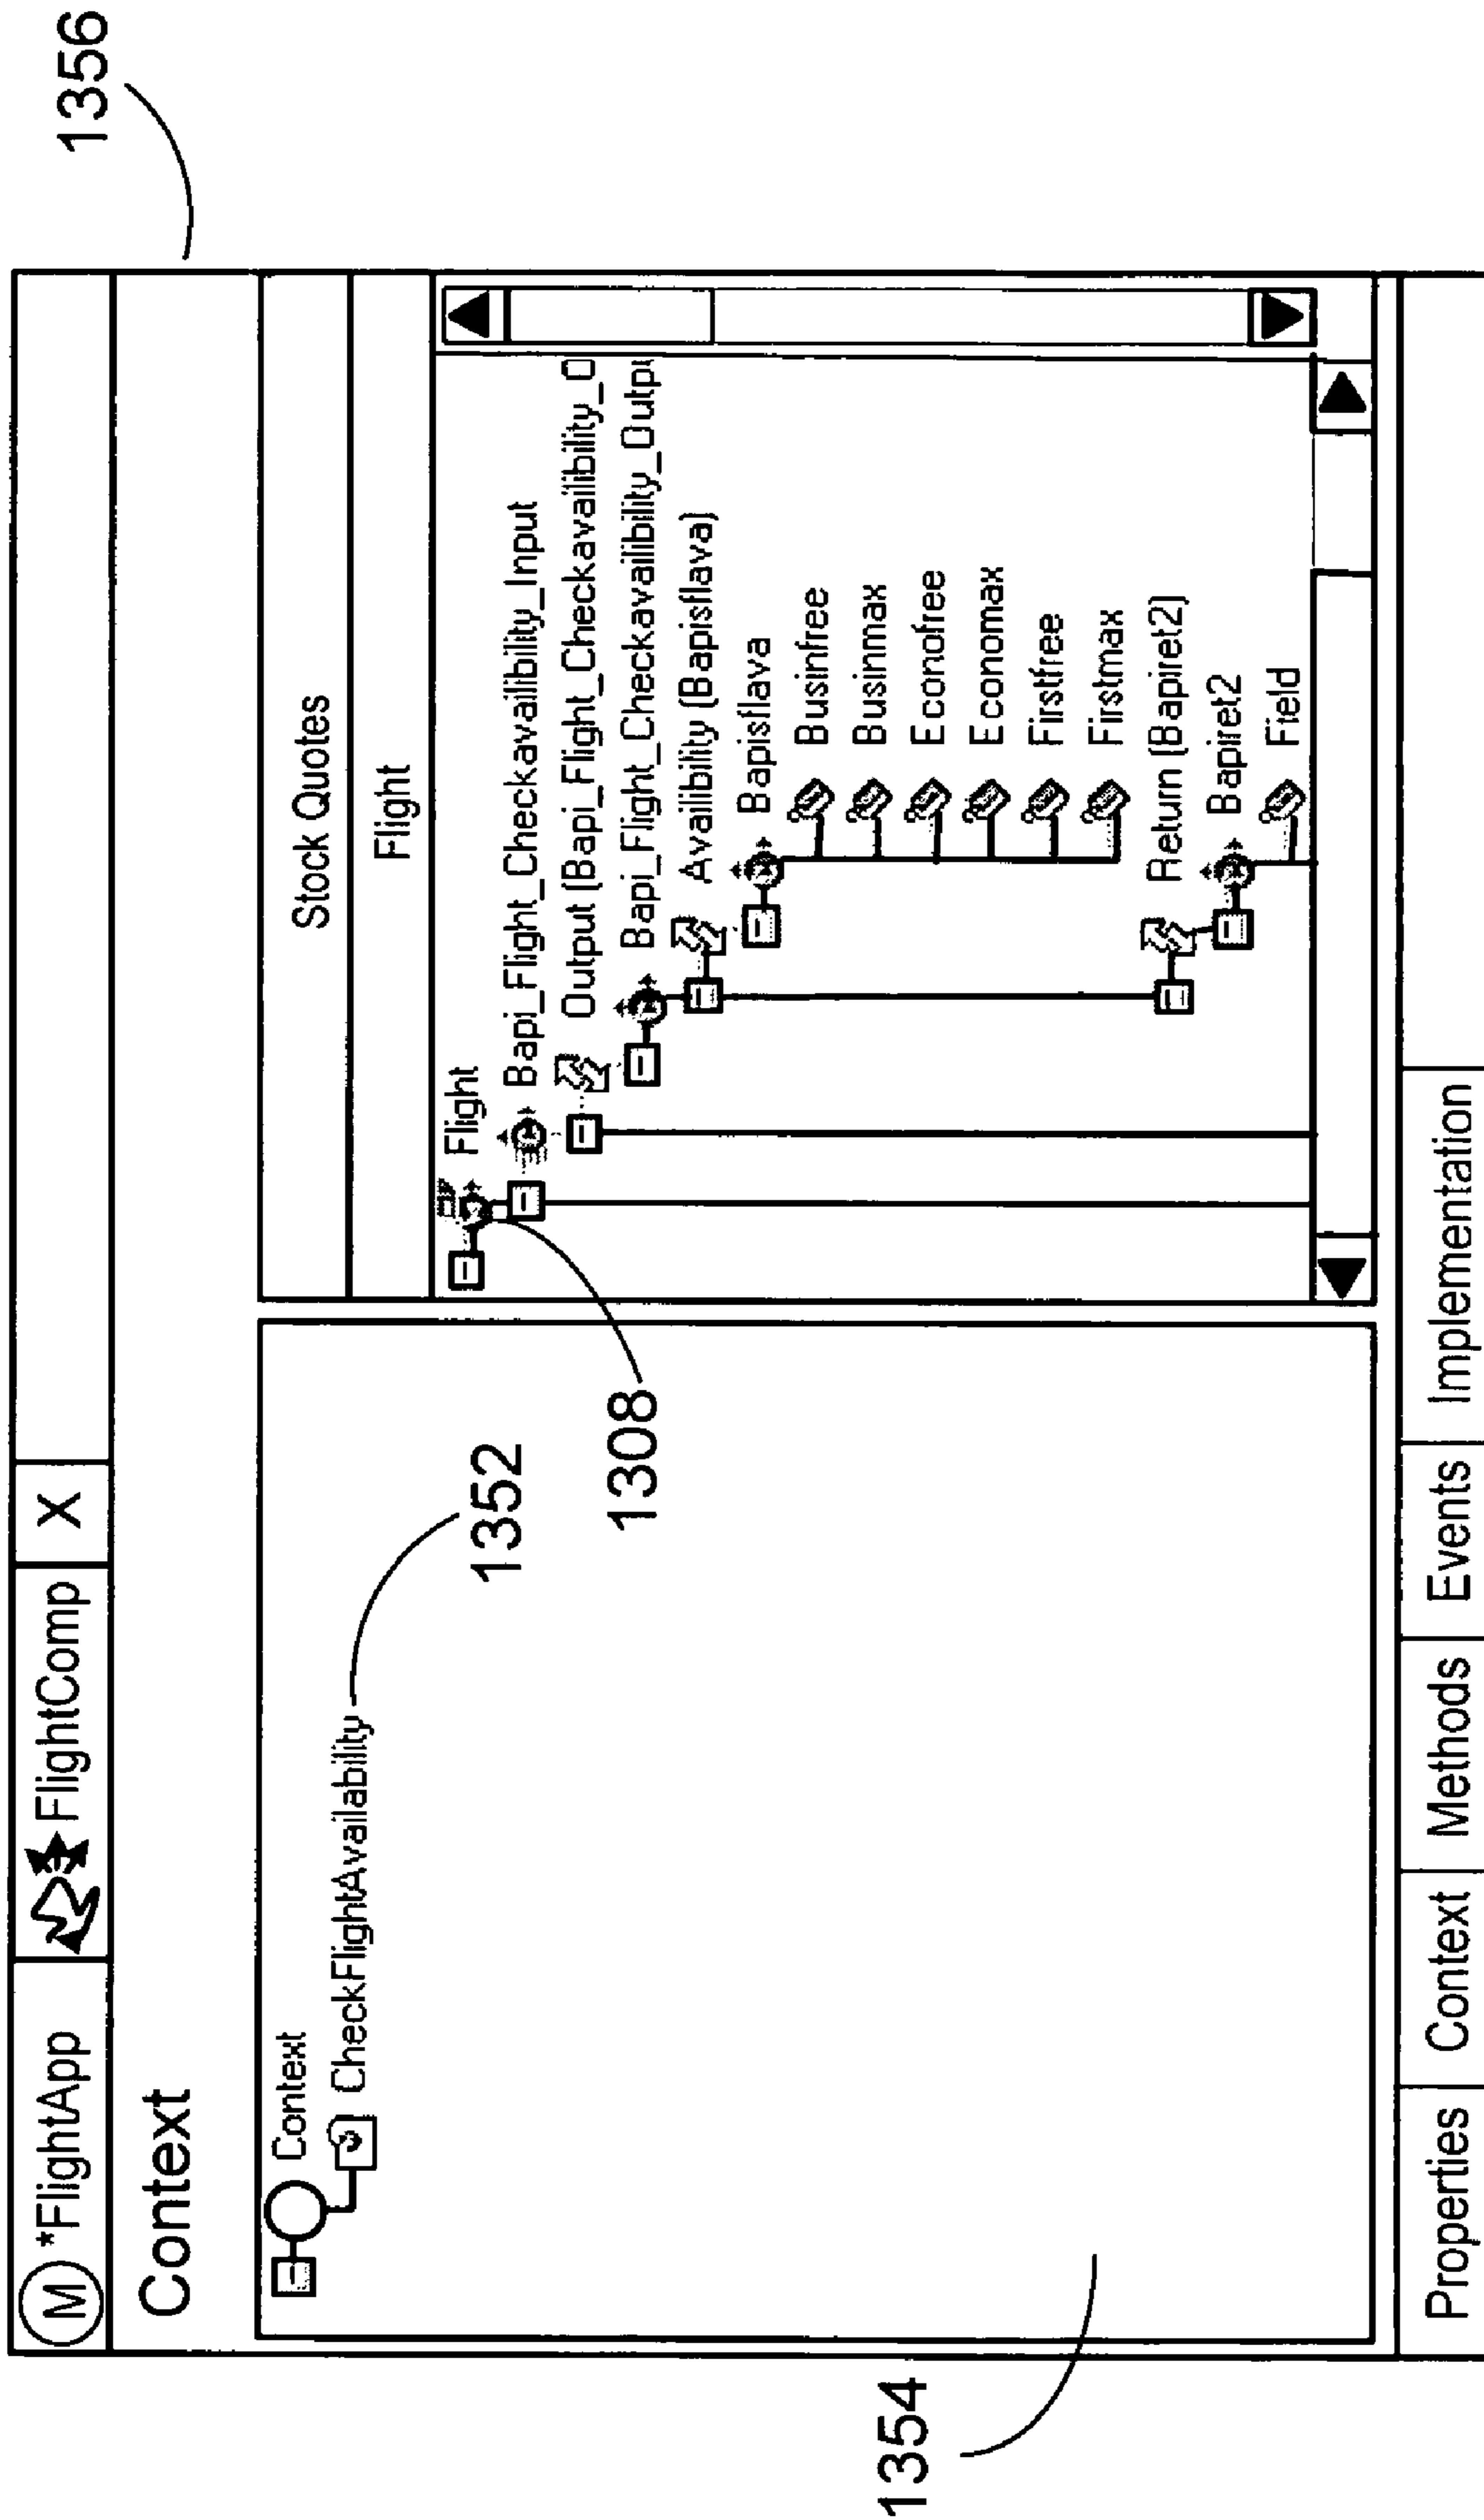 1356
M *FlightApp FlightComp X
Context
Stock Quotes
Flight
Context
CheckFlightAvailability
1352
1308
1354
Flight
Bapi_Flight_Checkavailibility_Input
Output (Bapi_Flight_Checkavailibility_O
Bapi_Flight_Checkavailibility_Outp
Availibility (Bapisflava)
Bapisflava
Businfree
Businmax
Econofree
Economax
Firstfree
Firstmax
Return (Bapiret2)
Bapiret2
Field
Properties Context Methods Events Implementation